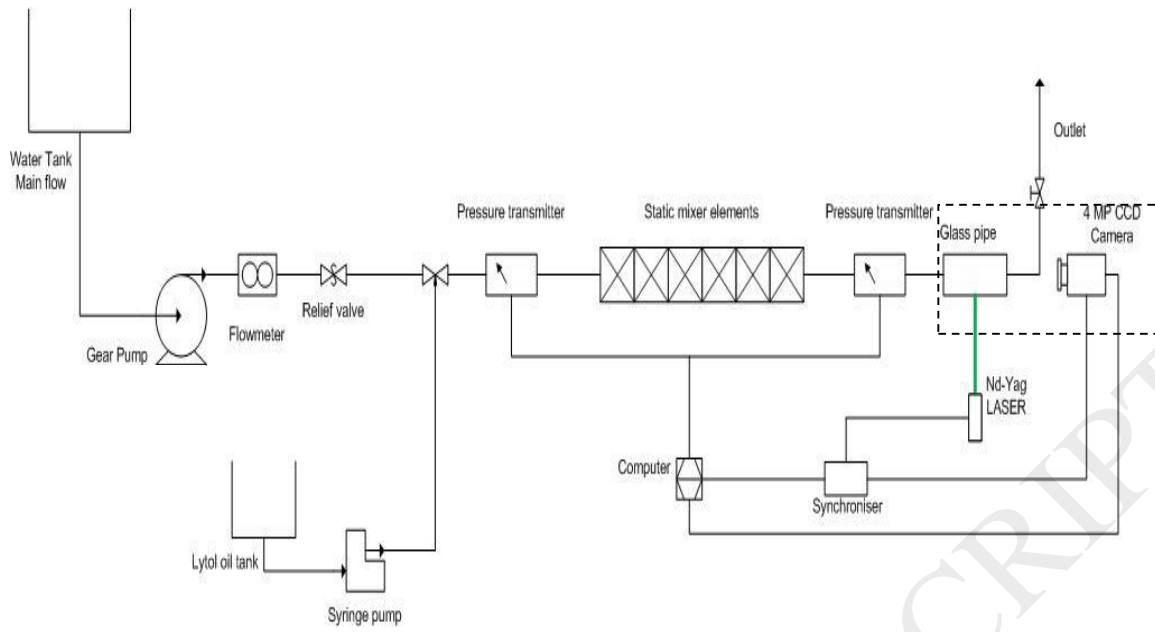 Water Tank
Main flow
Gear Pump
Flowmeter
Relief valve
Pressure transmitter
Static mixer elements
Pressure transmitter
Glass pipe
Outlet
4 MP CCD
Camera
Nd-Yag
LASER
Computer
Synchroniser
Lytol oil tank
Syringe pump
CRIPT